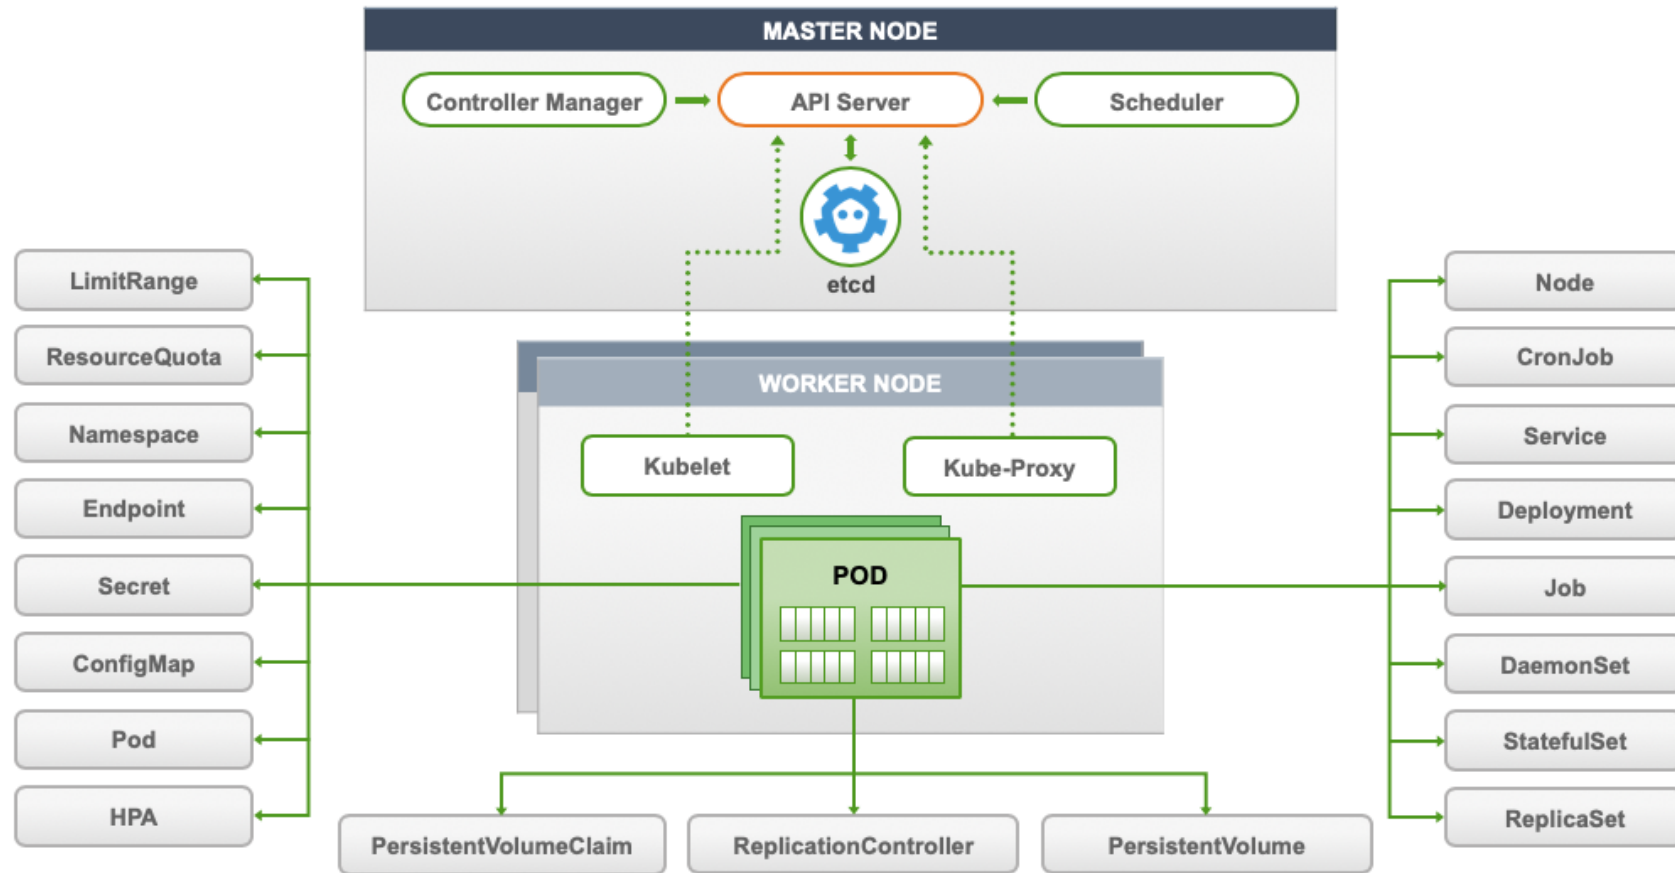 MASTER NODE
Controller Manager
API Server
Scheduler
etcd
LimitRange
ResourceQuota
Namespace
Endpoint
Secret
ConfigMap
Pod
HPA
WORKER NODE
Kubelet
Kube-Proxy
POD
Node
CronJob
Service
Deployment
Job
DaemonSet
StatefulSet
ReplicaSet
PersistentVolumeClaim
ReplicationController
PersistentVolume